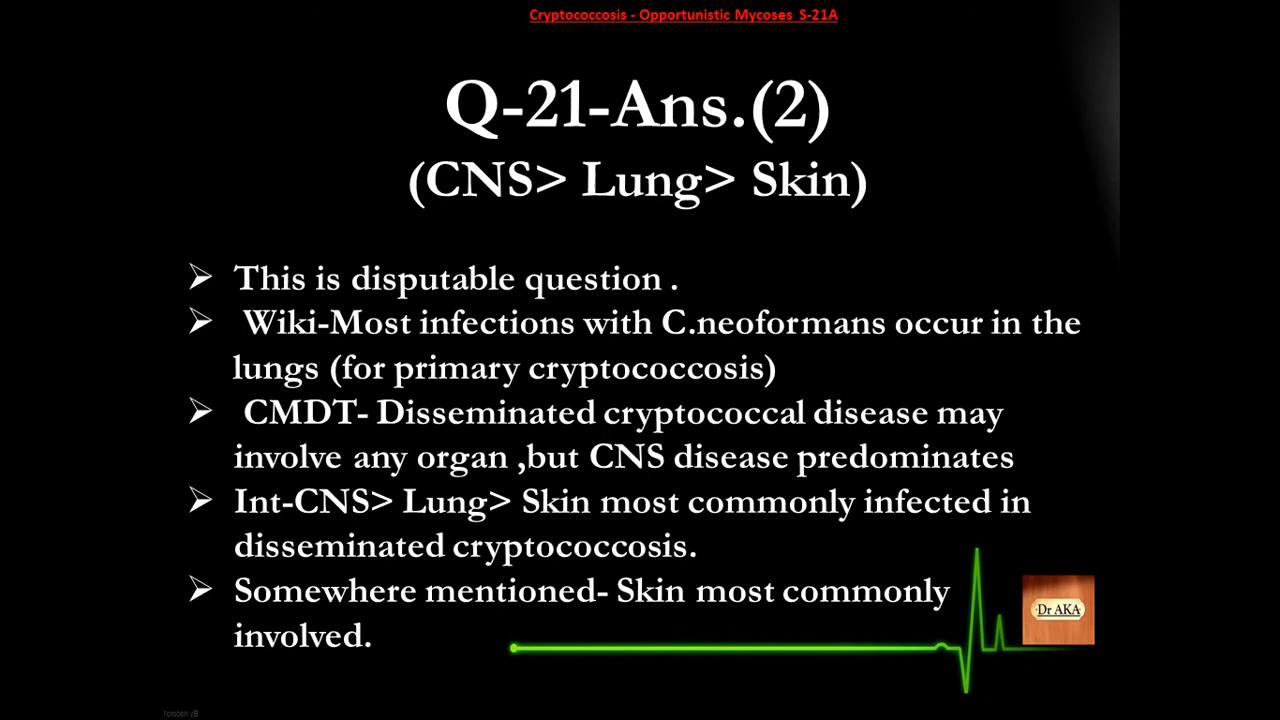 Cryptococcosis - Opportunistic Mycoses S-21A
Q-21-Ans.(2)
(CNS> Lung> Skin)
➢ This is disputable question .
➢ Wiki-Most infections with C.neoformans occur in the
lungs (for primary cryptococcosis)
➢ CMDT- Disseminated cryptococcal disease may
involve any organ ,but CNS disease predominates
➢ Int-CNS> Lung> Skin most commonly infected in
disseminated cryptococcosis.
➢ Somewhere mentioned- Skin most commonly
involved.
Dr AKA